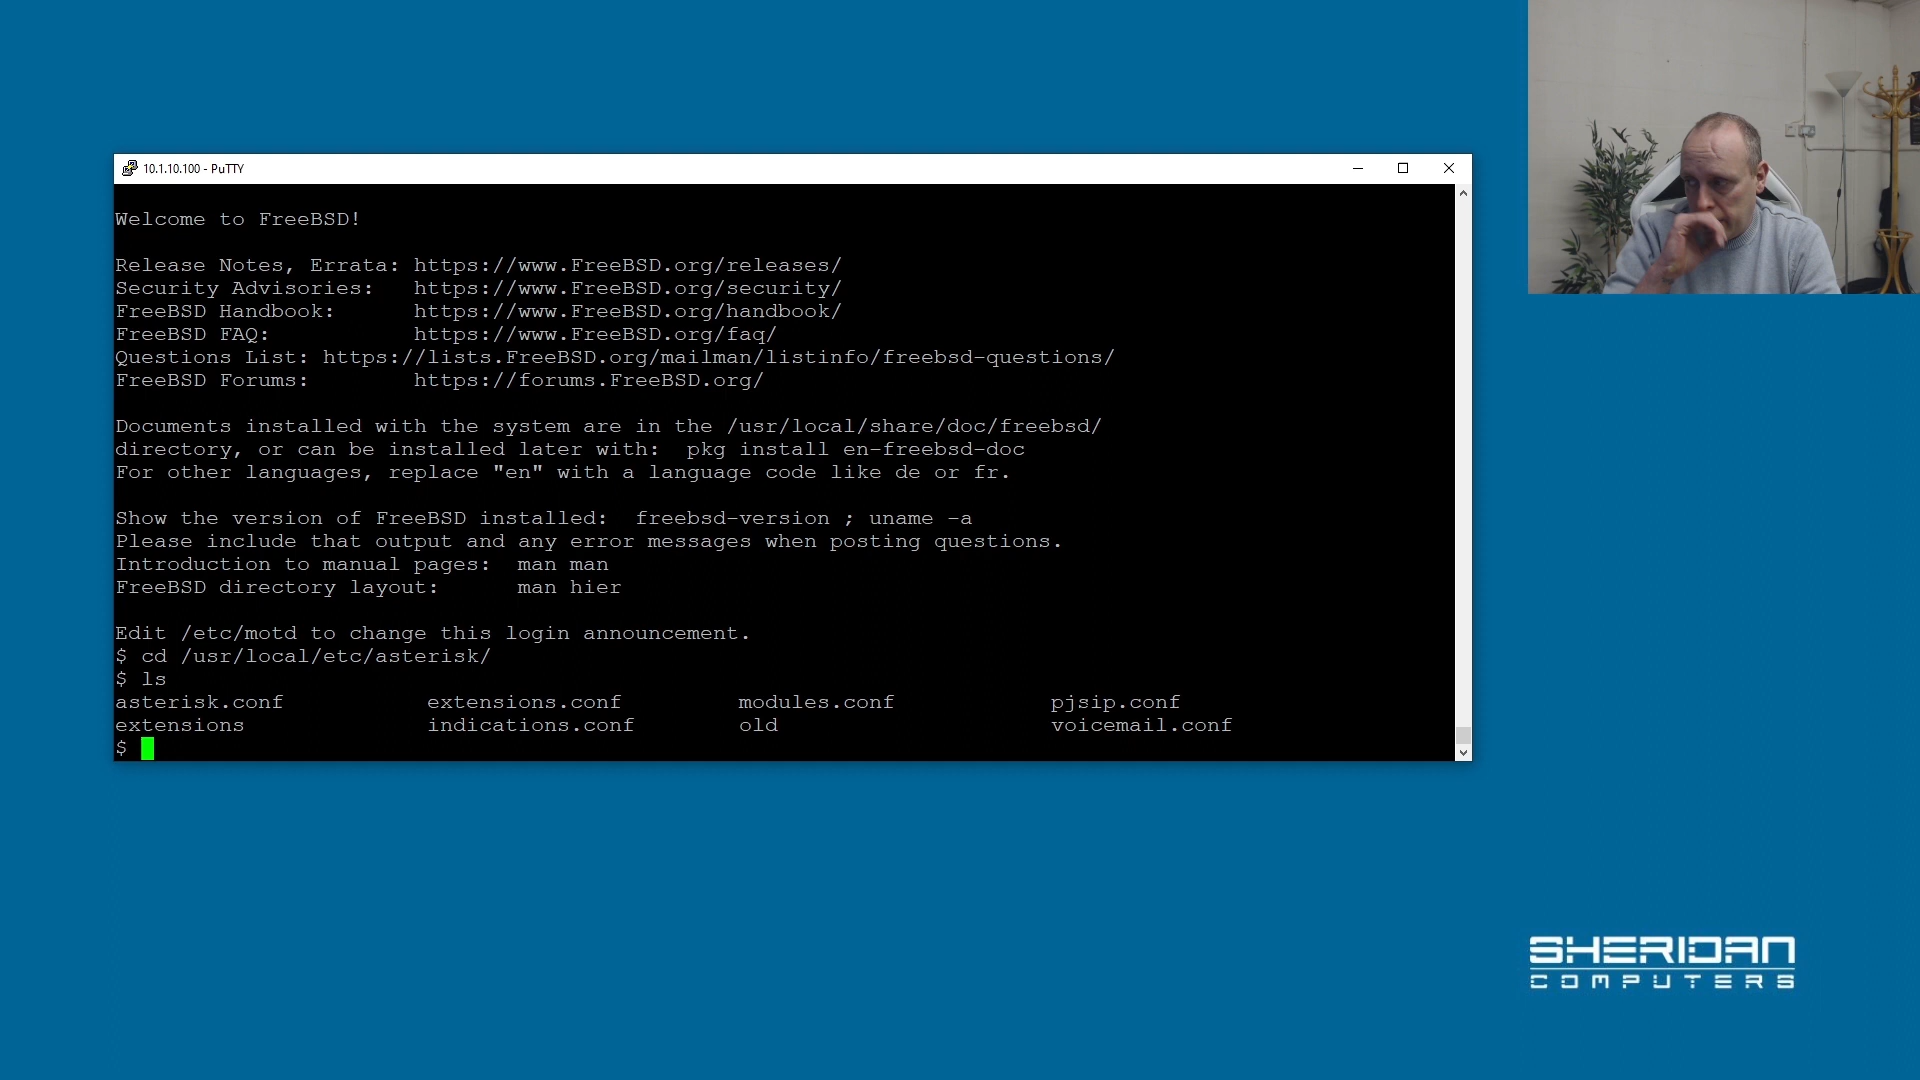 10.1.10.100 - PuTTY
Welcome to FreeBSD!
Release Notes, Errata: https://www.FreeBSD.org/releases/
Security Advisories:   https://www.FreeBSD.org/security/
FreeBSD Handbook:      https://www.FreeBSD.org/handbook/
FreeBSD FAQ:           https://www.FreeBSD.org/faq/
Questions List: https://lists.FreeBSD.org/mailman/listinfo/freebsd-questions/
FreeBSD Forums:        https://forums.FreeBSD.org/
Documents installed with the system are in the /usr/local/share/doc/freebsd/
directory, or can be installed later with:  pkg install en-freebsd-doc
For other languages, replace "en" with a language code like de or fr.
Show the version of FreeBSD installed:  freebsd-version ; uname -a
Please include that output and any error messages when posting questions.
Introduction to manual pages:  man man
FreeBSD directory layout:      man hier
Edit /etc/motd to change this login announcement.
$ cd /usr/local/etc/asterisk/
$ ls
asterisk.conf           extensions.conf         modules.conf            pjsip.conf
extensions              indications.conf        old                     voicemail.conf
$
SHERIDAN
COMPUTERS